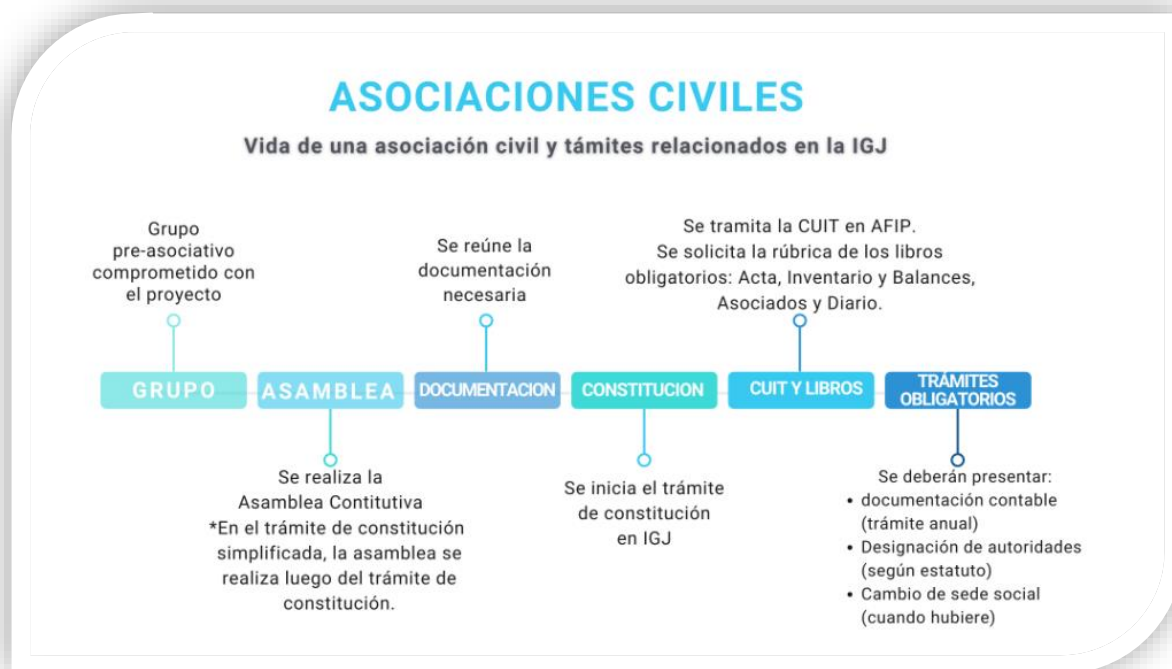 ASOCIACIONES CIVILES
Vida de una asociación civil y támites relacionados en la IGJ
Grupo
pre-asociativo
comprometido con
el proyecto
Se reúne la
documentación
necesaria
Se tramita la CUIT en AFIP.
Se solicita la rúbrica de los libros
obligatorios: Acta, Inventario y Balances,
Asociados y Diario.
GRUPO
ASAMBLEA
DOCUMENTACION
CONSTITUCION
CUIT Y LIBROS
TRÁMITES
OBLIGATORIOS
Se realiza la
Asamblea Contitutiva
*En el trámite de constitución
simplificada, la asamblea se
realiza luego del trámite de
constitución.
Se inicia el trámite
de constitución
en IGJ
Se deberán presentar:
• documentación contable
(trámite anual)
• Designación de autoridades
(según estatuto)
• Cambio de sede social
(cuando hubiere)